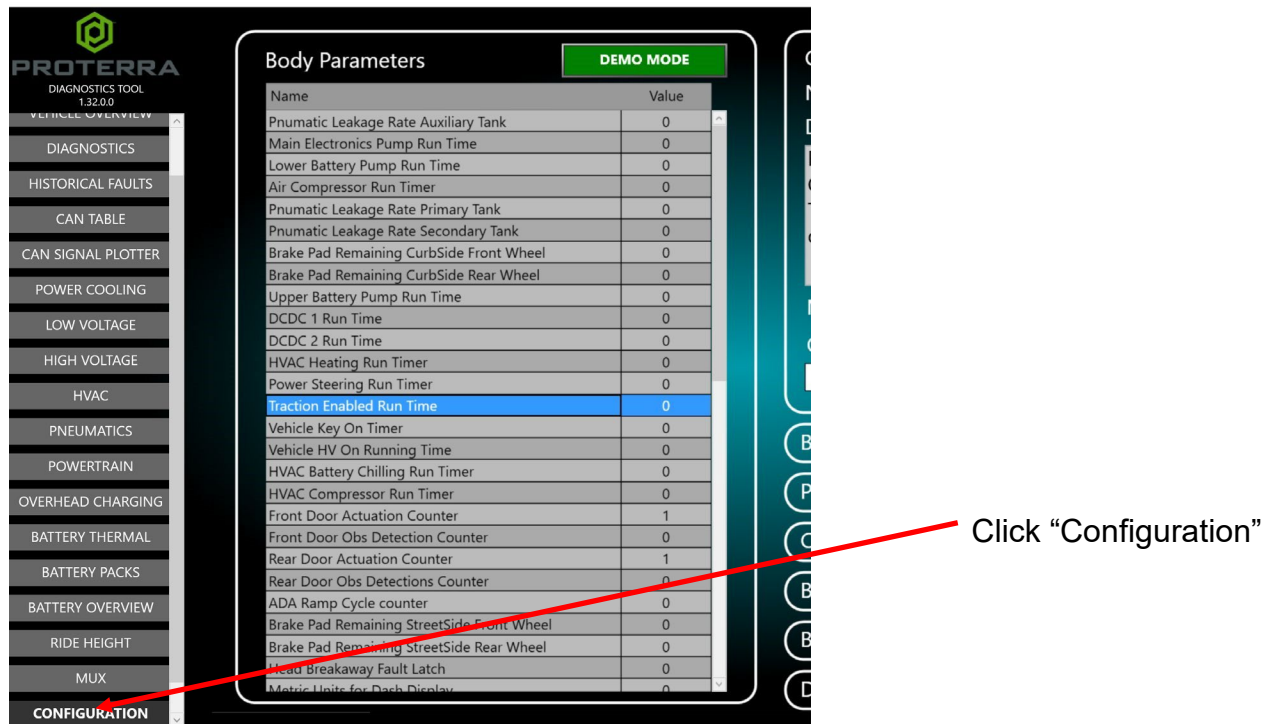 PROTERRA
DIAGNOSTICS TOOL
1.32.0.0
VEHICLE OVERVIEW
DIAGNOSTICS
HISTORICAL FAULTS
CAN TABLE
CAN SIGNAL PLOTTER
POWER COOLING
LOW VOLTAGE
HIGH VOLTAGE
HVAC
PNEUMATICS
POWERTRAIN
OVERHEAD CHARGING
BATTERY THERMAL
BATTERY PACKS
BATTERY OVERVIEW
RIDE HEIGHT
MUX
CONFIGURATION
Body Parameters
DEMO MODE
Name Value
Pnumatic Leakage Rate Auxiliary Tank 0
Main Electronics Pump Run Time 0
Lower Battery Pump Run Time 0
Air Compressor Run Timer 0
Pnumatic Leakage Rate Primary Tank 0
Pnumatic Leakage Rate Secondary Tank 0
Brake Pad Remaining CurbSide Front Wheel 0
Brake Pad Remaining CurbSide Rear Wheel 0
Upper Battery Pump Run Time 0
DCDC 1 Run Time 0
DCDC 2 Run Time 0
HVAC Heating Run Timer 0
Power Steering Run Timer 0
Traction Enabled Run Time 0
Vehicle Key On Timer 0
Vehicle HV On Running Time 0
HVAC Battery Chilling Run Timer 0
HVAC Compressor Run Timer 0
Front Door Actuation Counter 1
Front Door Obs Detection Counter 0
Rear Door Actuation Counter 1
Rear Door Obs Detections Counter 0
ADA Ramp Cycle counter 0
Brake Pad Remaining StreetSide Front Wheel 0
Brake Pad Remaining StreetSide Rear Wheel 0
Head Breakaway Fault Latch 0
Metric Units for Dash Display 0
B
P
C
B
B
D
Click “Configuration”